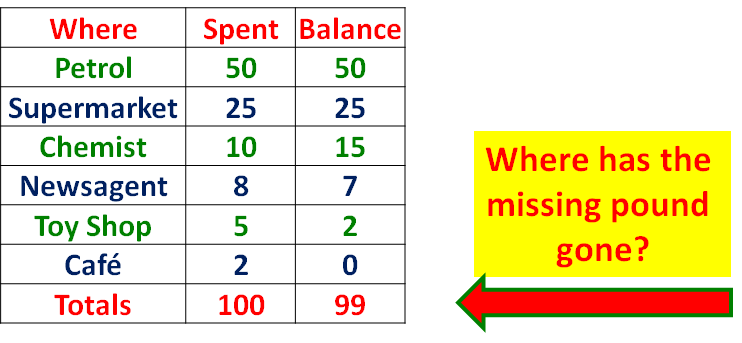 Where Spent Balance
Petrol 50 50
Supermarket 25 25
Chemist 10 15
Newsagent 8 7
Toy Shop 5 2
Café 2 0
Totals 100 99
Where has the
missing pound
gone?